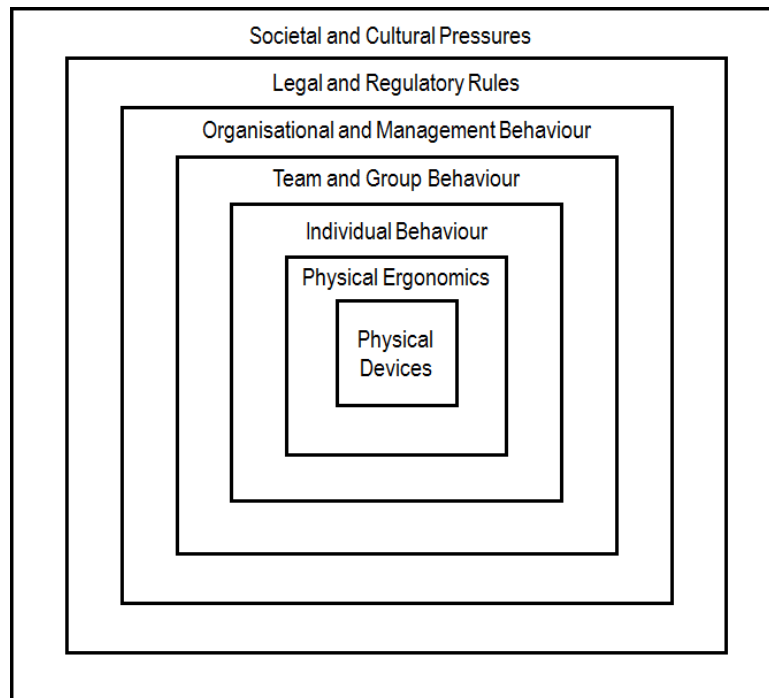 Societal and Cultural Pressures
Legal and Regulatory Rules
Organisational and Management Behaviour
Team and Group Behaviour
Individual Behaviour
Physical Ergonomics
Physical
Devices